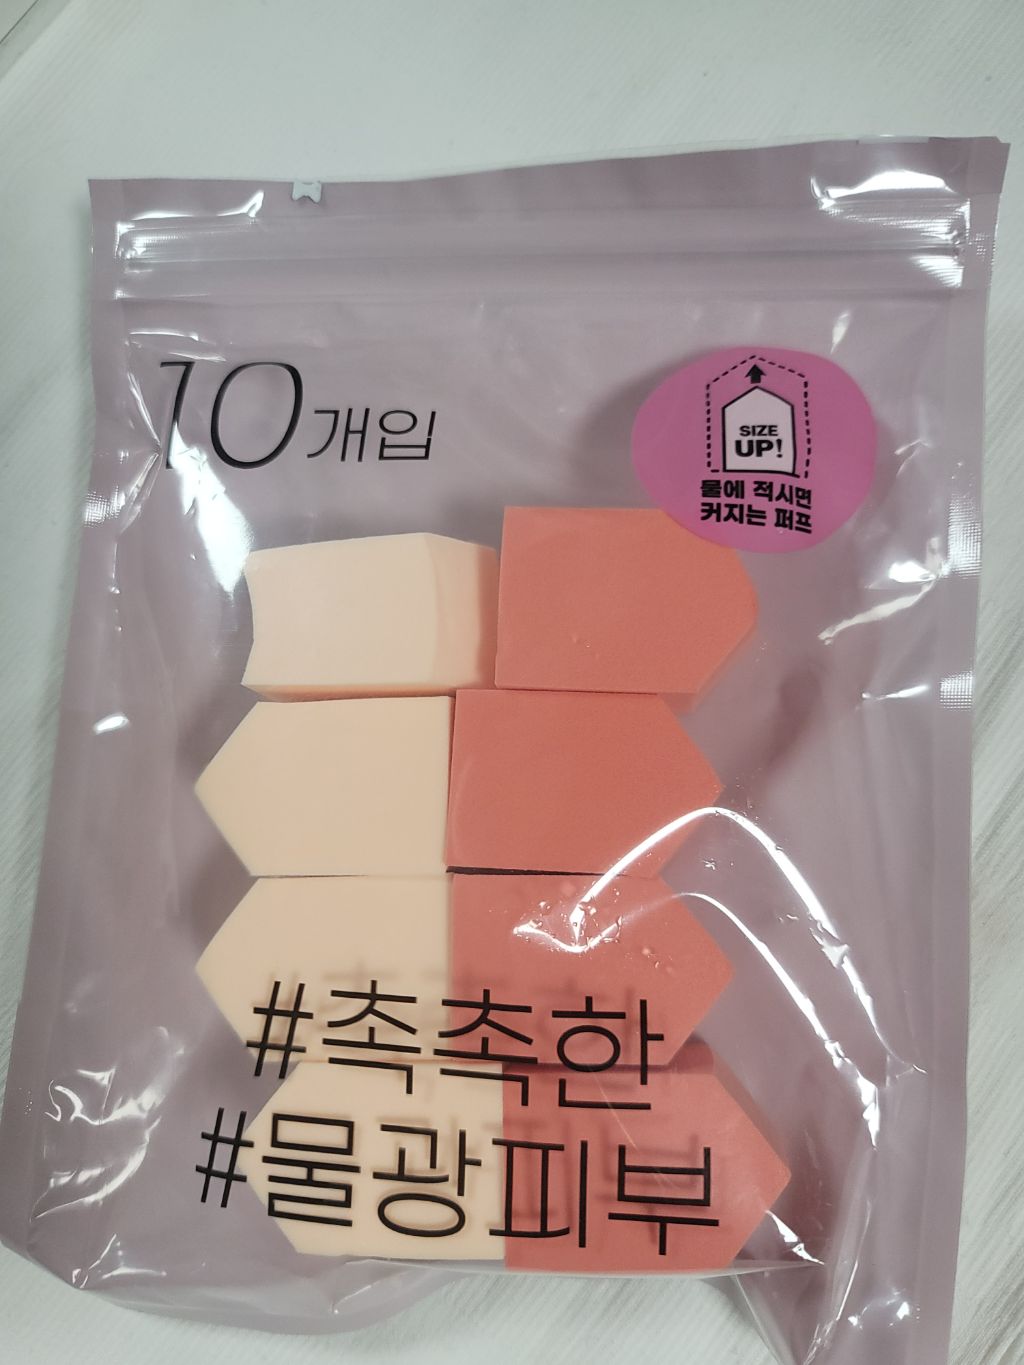 10개입
SIZE
UP!
물에 적시면
커지는 퍼프
#촉촉한
#물광피부